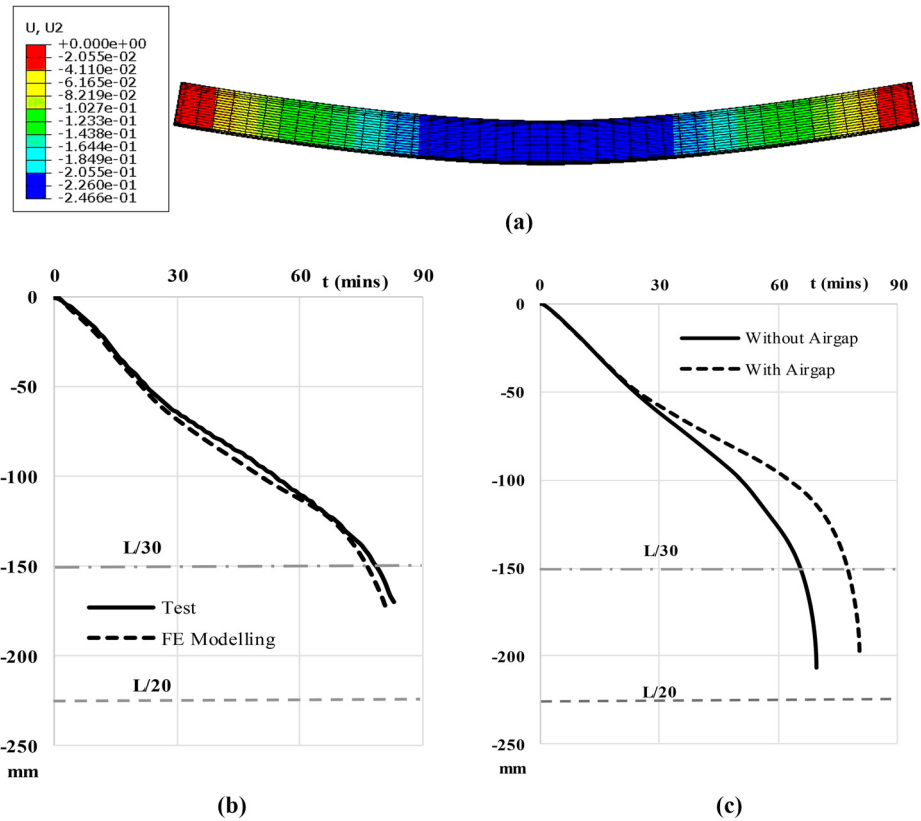 U, U2
+0.000e+00
-2.055e-02
-4.110e-02
-6.165e-02
-8.219e-02
-1.027e-01
-1.233e-01
-1.438e-01
-1.644e-01
-1.849e-01
-2.055e-01
-2.260e-01
-2.466e-01
(a)
0 30 60 t (mins) 90
0
-50
-100
L/30
-150
Test
FE Modelling
-200
L/20
-250
mm
(b)
0 30 60 t (mins) 90
0
Without Airgap
With Airgap
-50
-100
L/30
-150
-200
L/20
-250
mm
(c)